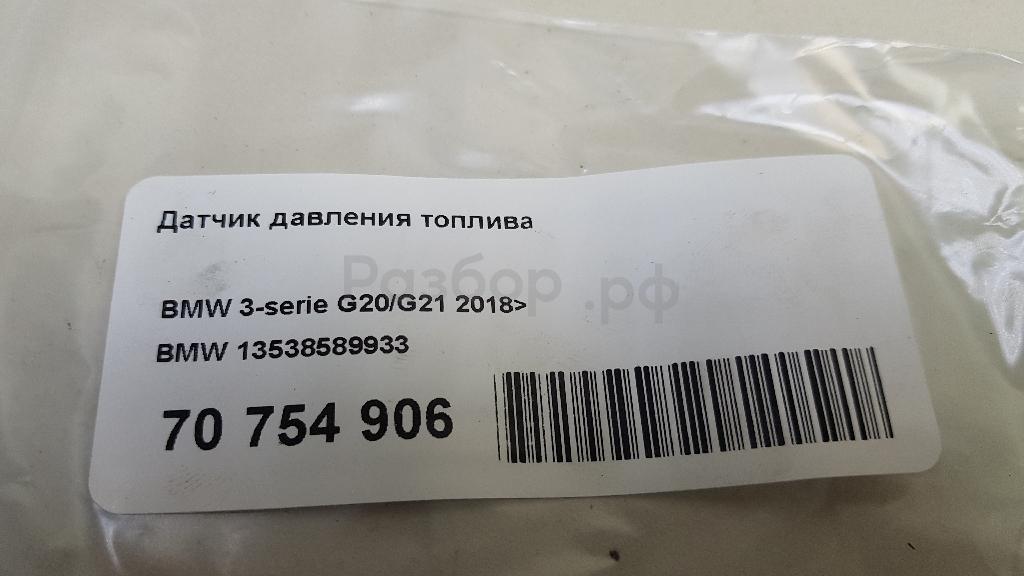 Датчик давления топлива
Разбор.рф
BMW 3-serie G20/G21 2018>
BMW 13538589933
70 754 906